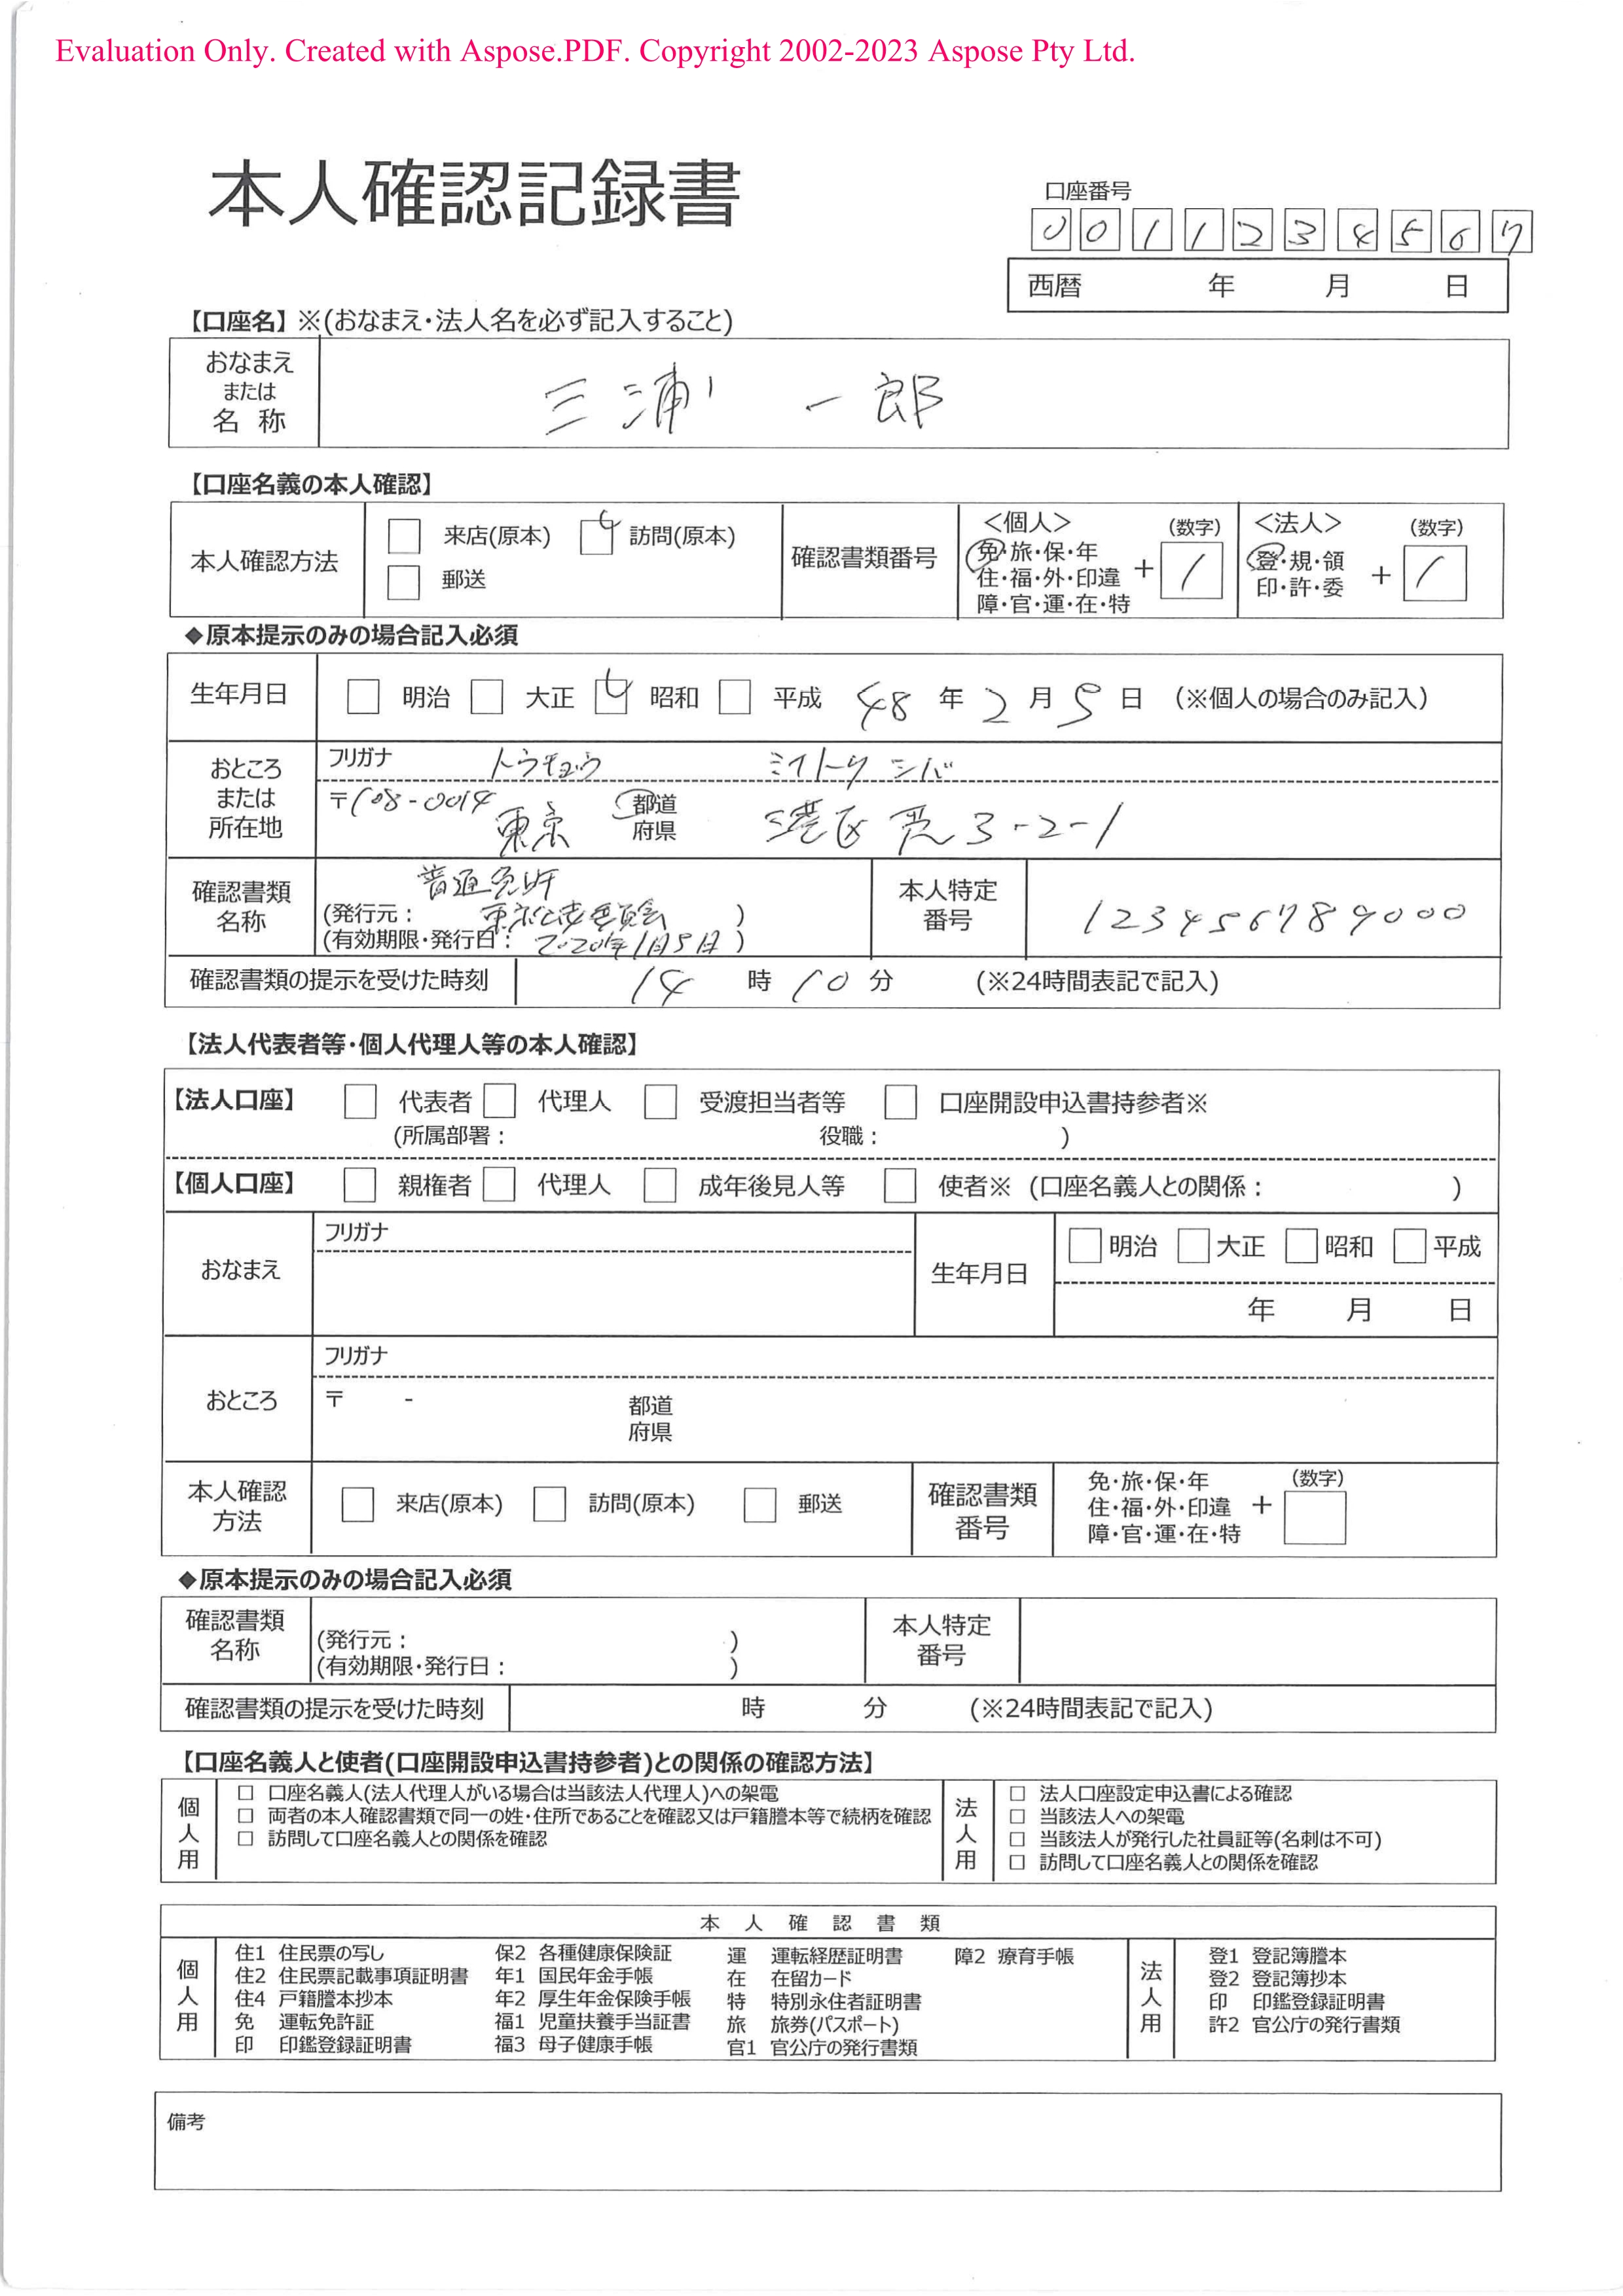 Evaluation Only. Created with Aspose.PDF. Copyright 2002-2023 Aspose Pty Ltd.
本人確認記録書
口座番号
0 0 1 1 2 3 4 5 6 7
西暦 年 月 日
【口座名】※(おなまえ・法人名を必ず記入すること)
おなまえ
または
名 称
三浦 一郎
【口座名義の本人確認】
本人確認方法
来店(原本) 訪問(原本)
郵送
確認書類番号
<個人> (数字)
免・旅・保・年
住・福・外・印違 + 1
障・官・運・在・特
<法人> (数字)
登・規・領
印・許・委 + 1
◆原本提示のみの場合記入必須
生年月日 明治 大正 昭和 平成 48 年 2 月 5 日 (※個人の場合のみ記入)
おところ
または
所在地
フリガナ トウキョウ ミナトク シバ
〒108-0014 東京 都道府県 港区芝3-2-1
確認書類
名称
普通免許
(発行元: 東京公安委員会 )
(有効期限・発行日: 2020年1月5日 )
本人特定
番号
123456789000
確認書類の提示を受けた時刻 14 時 10 分 (※24時間表記で記入)
【法人代表者等・個人代理人等の本人確認】
【法人口座】 代表者 代理人 受渡担当者等 口座開設申込書持参者※
(所属部署: 役職: )
【個人口座】 親権者 代理人 成年後見人等 使者※ (口座名義人との関係: )
おなまえ
フリガナ
生年月日
明治 大正 昭和 平成
年 月 日
おところ
フリガナ
〒 - 都道
府県
本人確認
方法
来店(原本) 訪問(原本) 郵送
確認書類
番号
免・旅・保・年 (数字)
住・福・外・印違 +
障・官・運・在・特
◆原本提示のみの場合記入必須
確認書類
名称
(発行元: )
(有効期限・発行日: )
本人特定
番号
確認書類の提示を受けた時刻 時 分 (※24時間表記で記入)
【口座名義人と使者(口座開設申込書持参者)との関係の確認方法】
個人用
□ 口座名義人(法人代理人がいる場合は当該法人代理人)への架電
□ 両者の本人確認書類で同一の姓・住所であることを確認又は戸籍謄本等で続柄を確認
□ 訪問して口座名義人との関係を確認
法人用
□ 法人口座設定申込書による確認
□ 当該法人への架電
□ 当該法人が発行した社員証等(名刺は不可)
□ 訪問して口座名義人との関係を確認
本 人 確 認 書 類
個人用
住1 住民票の写し
住2 住民票記載事項証明書
住4 戸籍謄本抄本
免 運転免許証
印 印鑑登録証明書
保2 各種健康保険証
年1 国民年金手帳
年2 厚生年金保険手帳
福1 児童扶養手当証書
福3 母子健康手帳
運 運転経歴証明書
在 在留カード
特 特別永住者証明書
旅 旅券(パスポート)
官1 官公庁の発行書類
障2 療育手帳
法人用
登1 登記簿謄本
登2 登記簿抄本
印 印鑑登録証明書
許2 官公庁の発行書類
備考